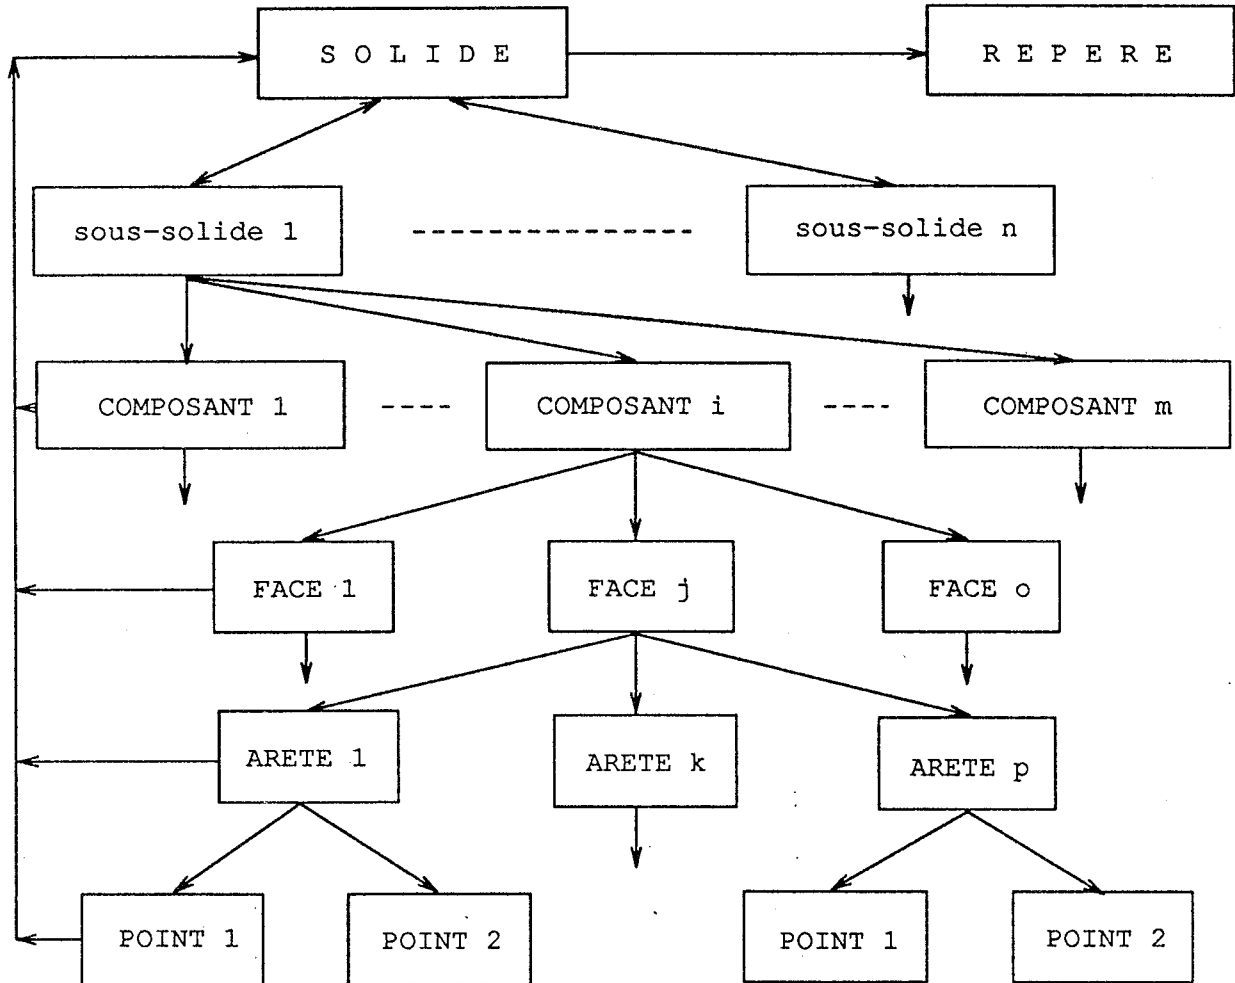 S O L I D E
R E P E R E
sous-solide 1
sous-solide n
COMPOSANT 1
COMPOSANT i
COMPOSANT m
FACE 1
FACE j
FACE o
ARETE 1
ARETE k
ARETE p
POINT 1
POINT 2
POINT 1
POINT 2